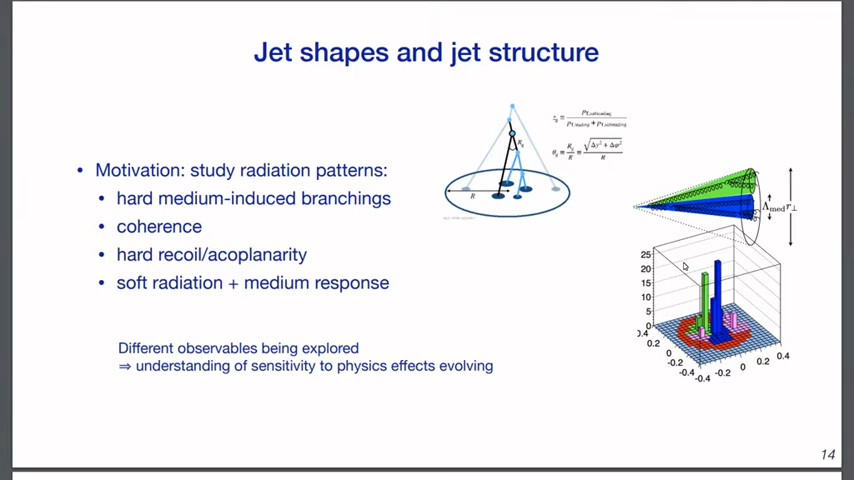 Jet shapes and jet structure
• Motivation: study radiation patterns:
• hard medium-induced branchings
• coherence
• hard recoil/acoplanarity
• soft radiation + medium response
Different observables being explored
⇒ understanding of sensitivity to physics effects evolving
R
Λmed r⊥
25
20
15
10
5
0
0.2
0
-0.2
-0.4
-0.4
-0.2
0
0.2
0.4
14